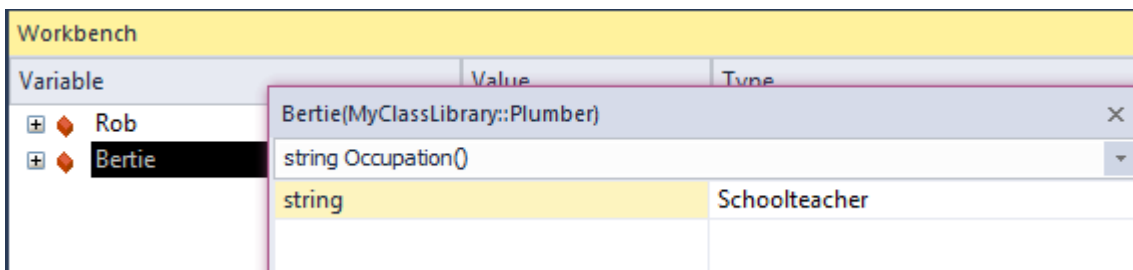 Workbench
Variable Value Type
Bertie(MyClassLibrary::Plumber)
Rob
string Occupation()
Bertie
string Schoolteacher